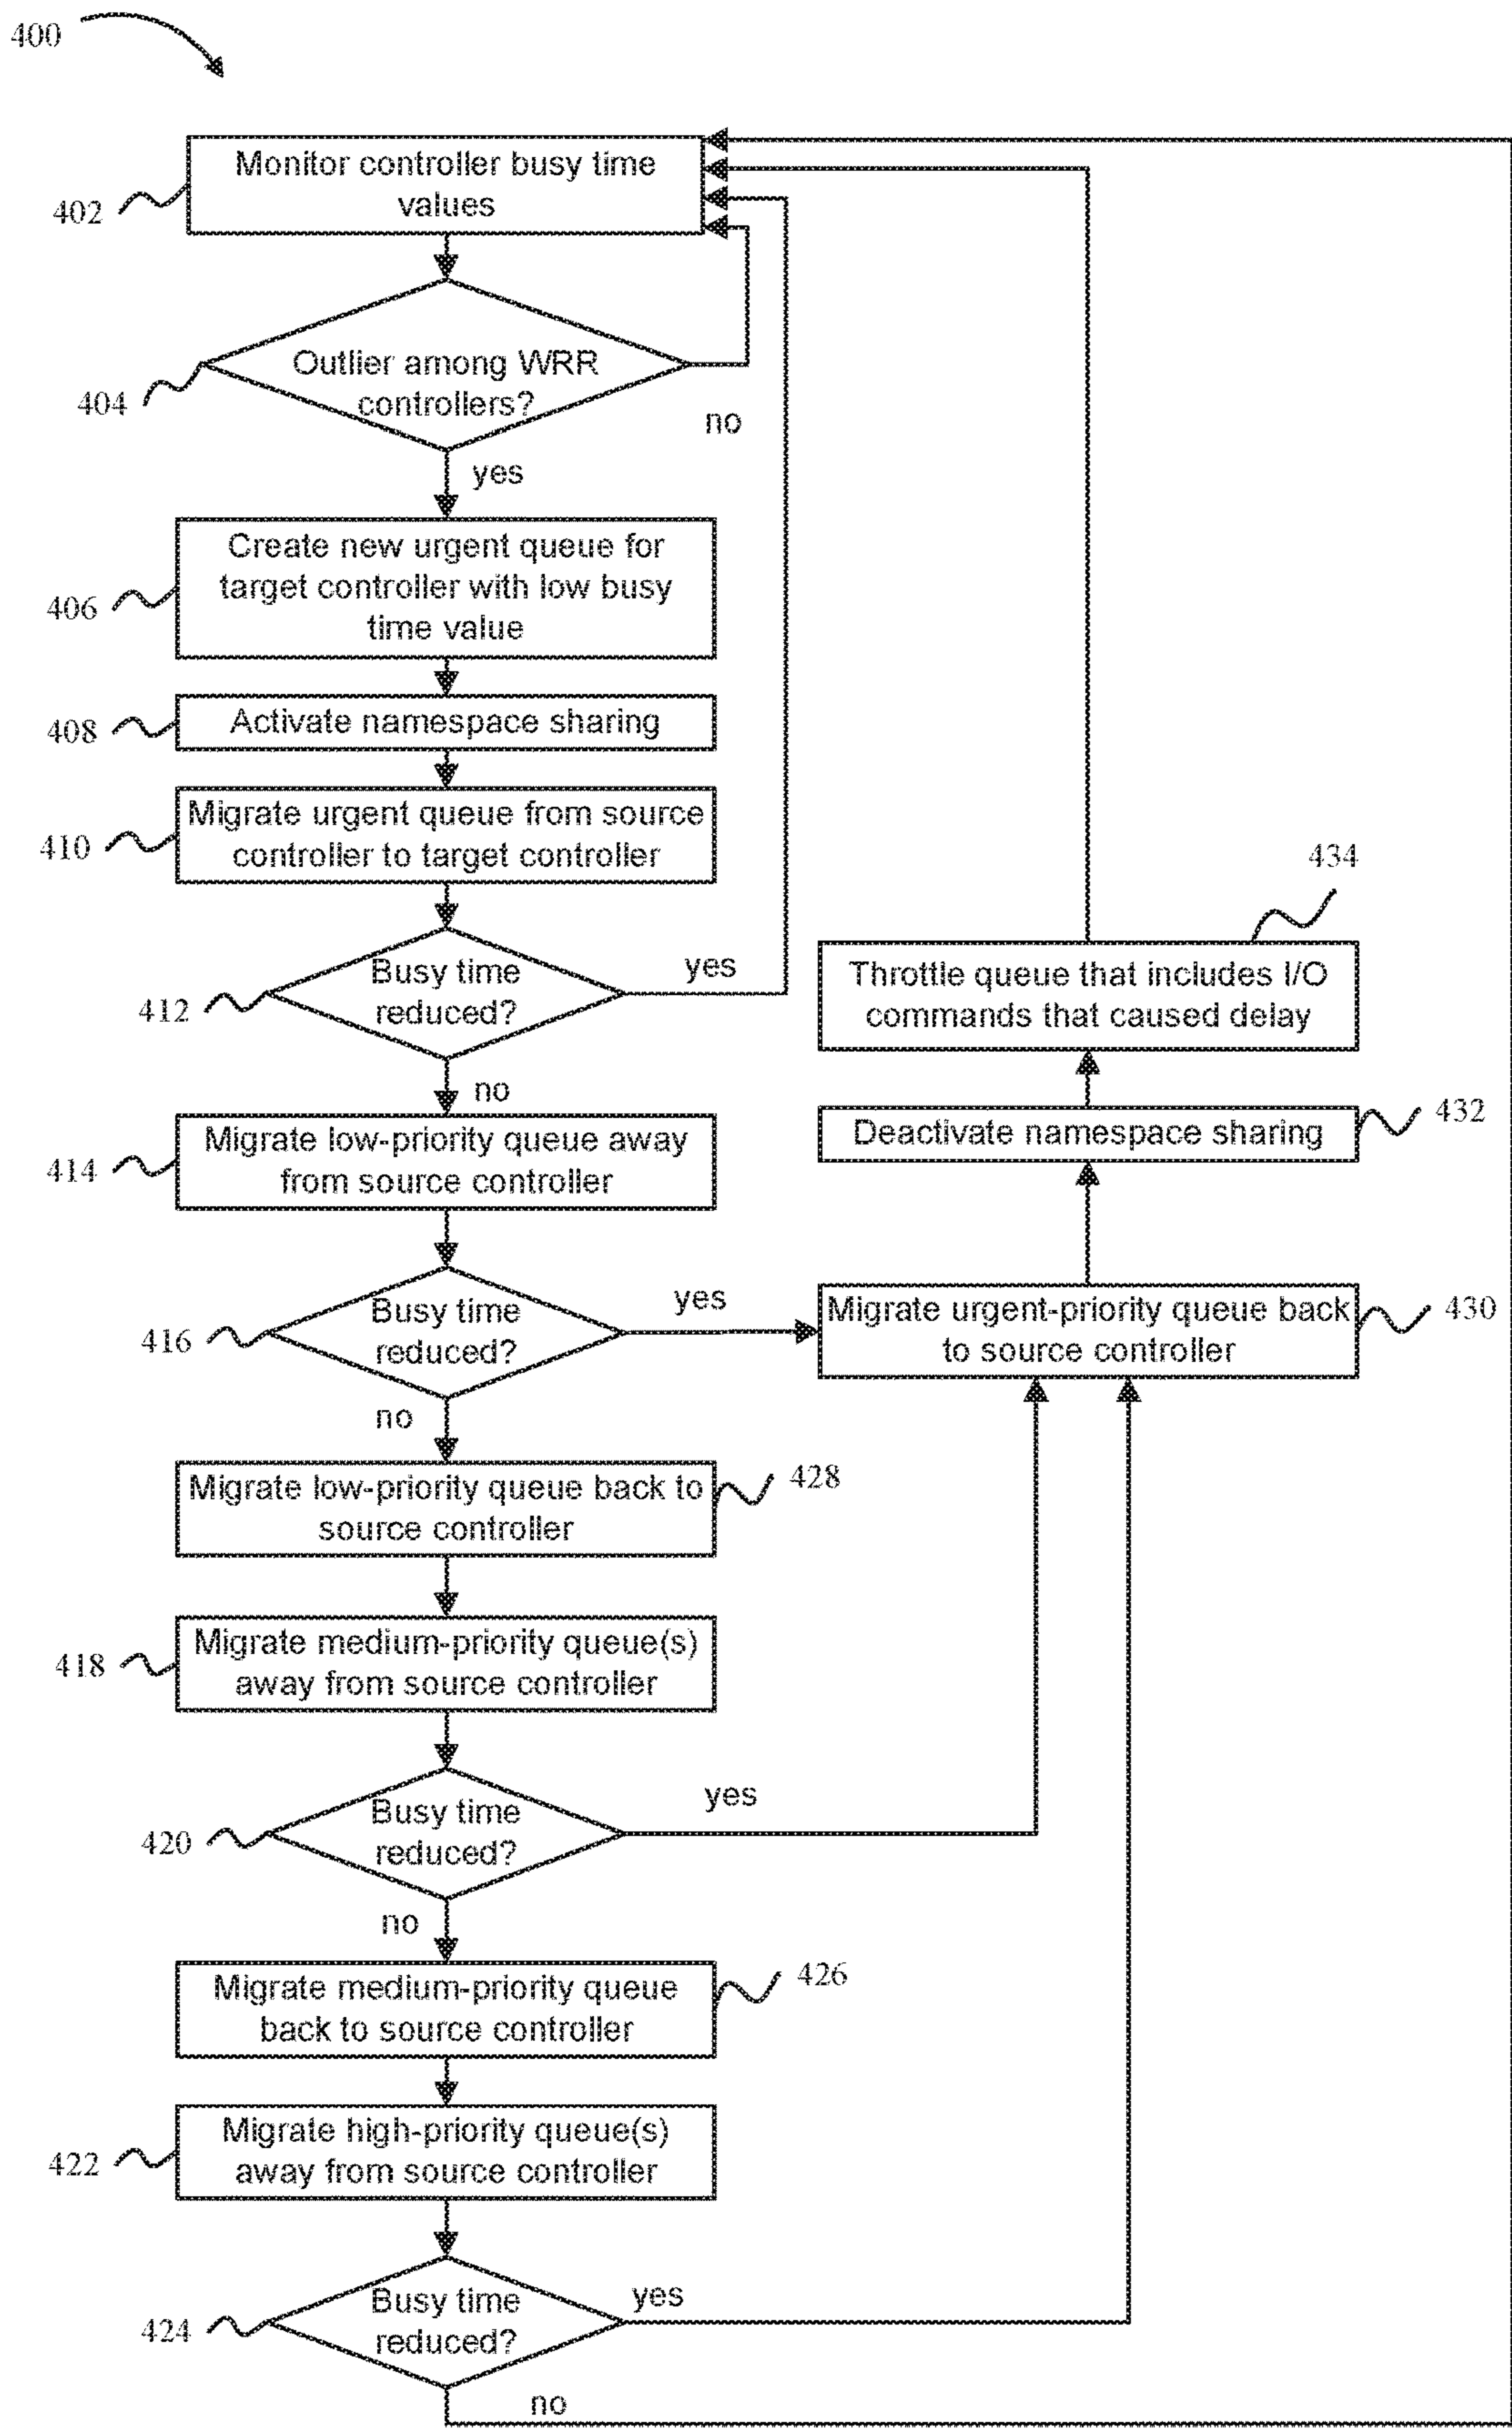 400
Monitor controller busy time
values
402
Outlier among WRR
controllers?
404
no
yes
Create new urgent queue for
target controller with low busy
time value
406
Activate namespace sharing
408
Migrate urgent queue from source
controller to target controller
410
Busy time
reduced?
412
yes
no
434
Throttle queue that includes I/O
commands that caused delay
Deactivate namespace sharing
432
Migrate low-priority queue away
from source controller
414
Busy time
reduced?
416
yes
no
Migrate urgent-priority queue back
to source controller
430
Migrate low-priority queue back to
source controller
428
Migrate medium-priority queue(s)
away from source controller
418
Busy time
reduced?
420
yes
no
Migrate medium-priority queue
back to source controller
426
Migrate high-priority queue(s)
away from source controller
422
Busy time
reduced?
424
yes
no